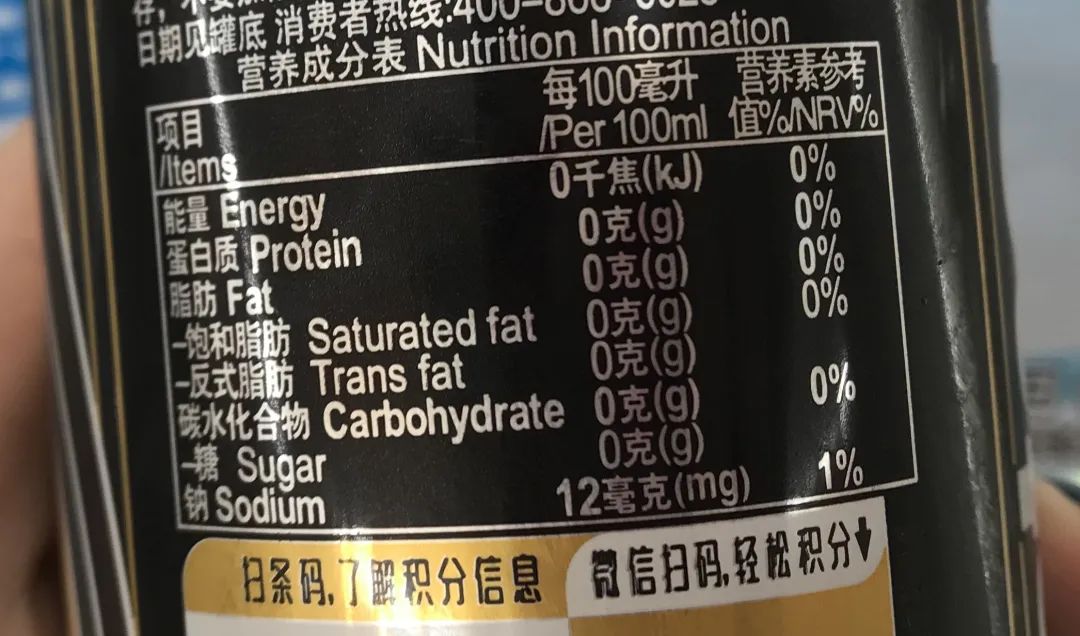 日期见罐底 消费者热线:400-
营养成分表 Nutrition Information
项目/Items 每100毫升/Per 100ml 营养素参考值%/NRV%
能量 Energy 0千焦(kJ) 0%
蛋白质 Protein 0克(g) 0%
脂肪 Fat 0克(g) 0%
-饱和脂肪 Saturated fat 0克(g) 0%
-反式脂肪 Trans fat 0克(g)
碳水化合物 Carbohydrate 0克(g) 0%
-糖 Sugar 0克(g)
钠 Sodium 12毫克(mg) 1%
扫条码,了解积分信息
微信扫码,轻松积分↓